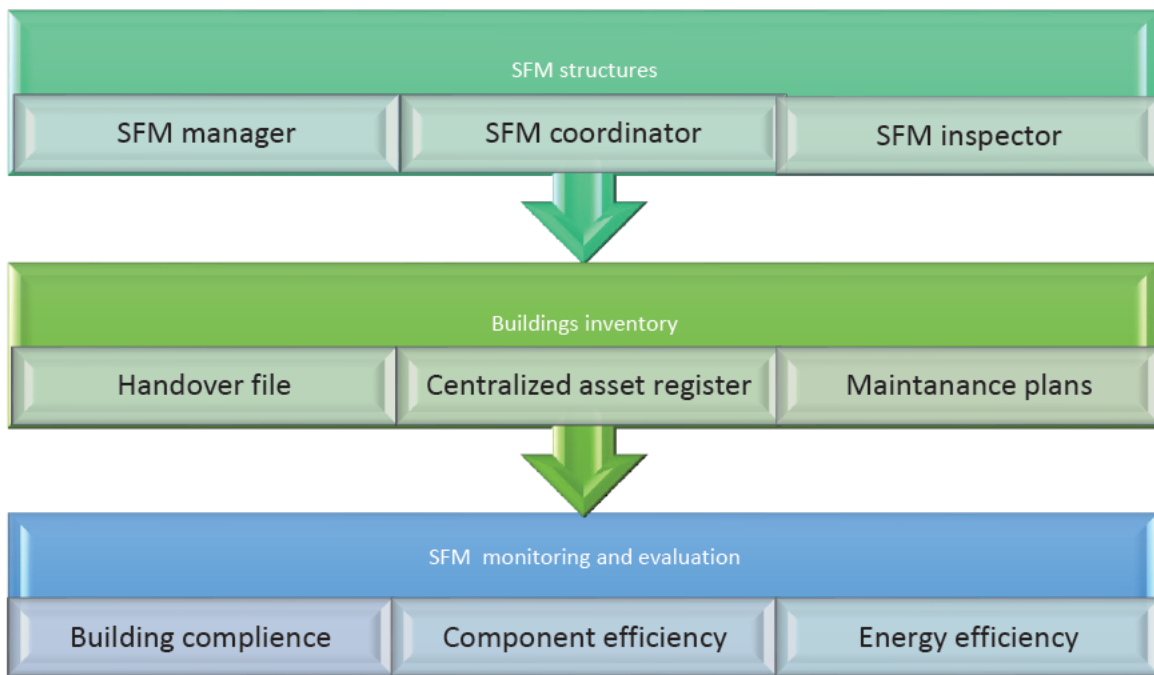 SFM structures
SFM manager
SFM coordinator
SFM inspector
Buildings inventory
Handover file
Centralized asset register
Maintanance plans
SFM  monitoring and evaluation
Building complience
Component efficiency
Energy efficiency